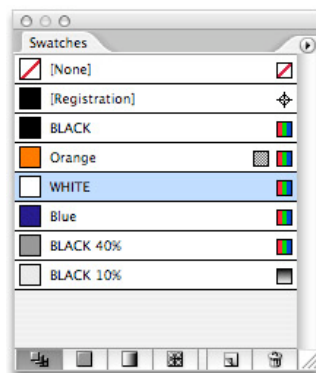 Swatches
[None]
[Registration]
BLACK
Orange
WHITE
Blue
BLACK 40%
BLACK 10%